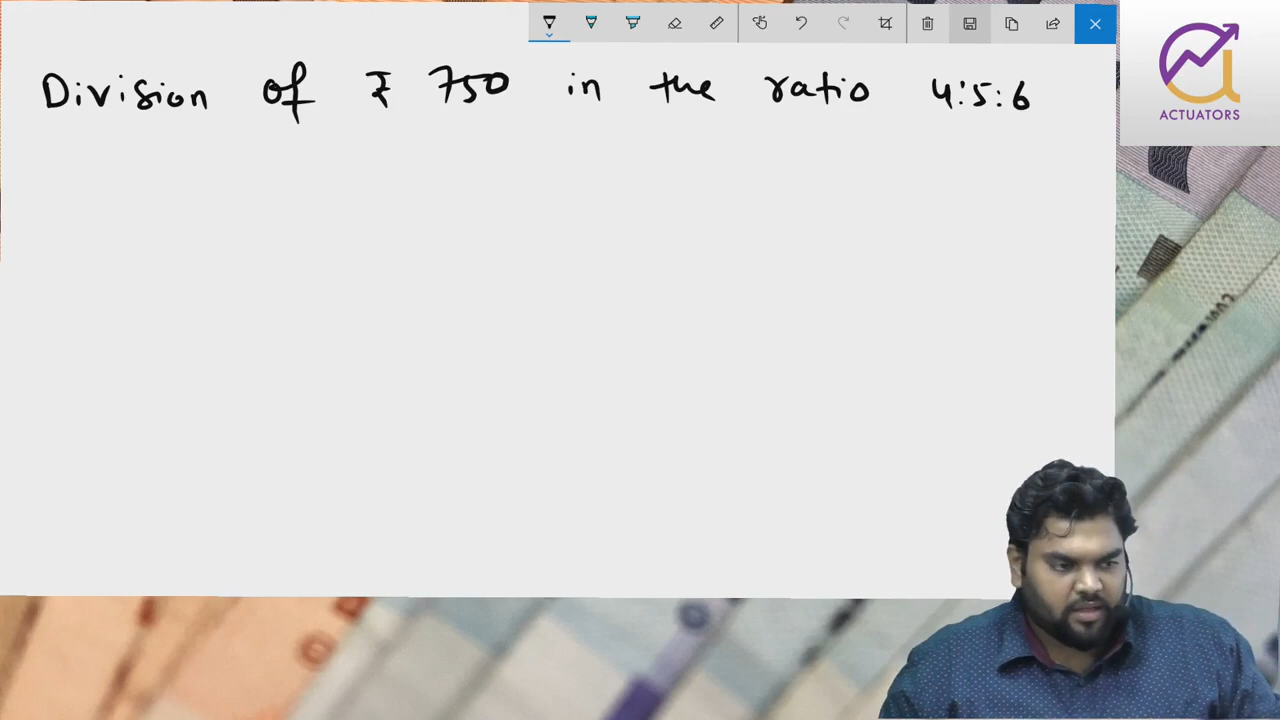 Division of ₹ 750 in the ratio 4:5:6
ACTUATORS